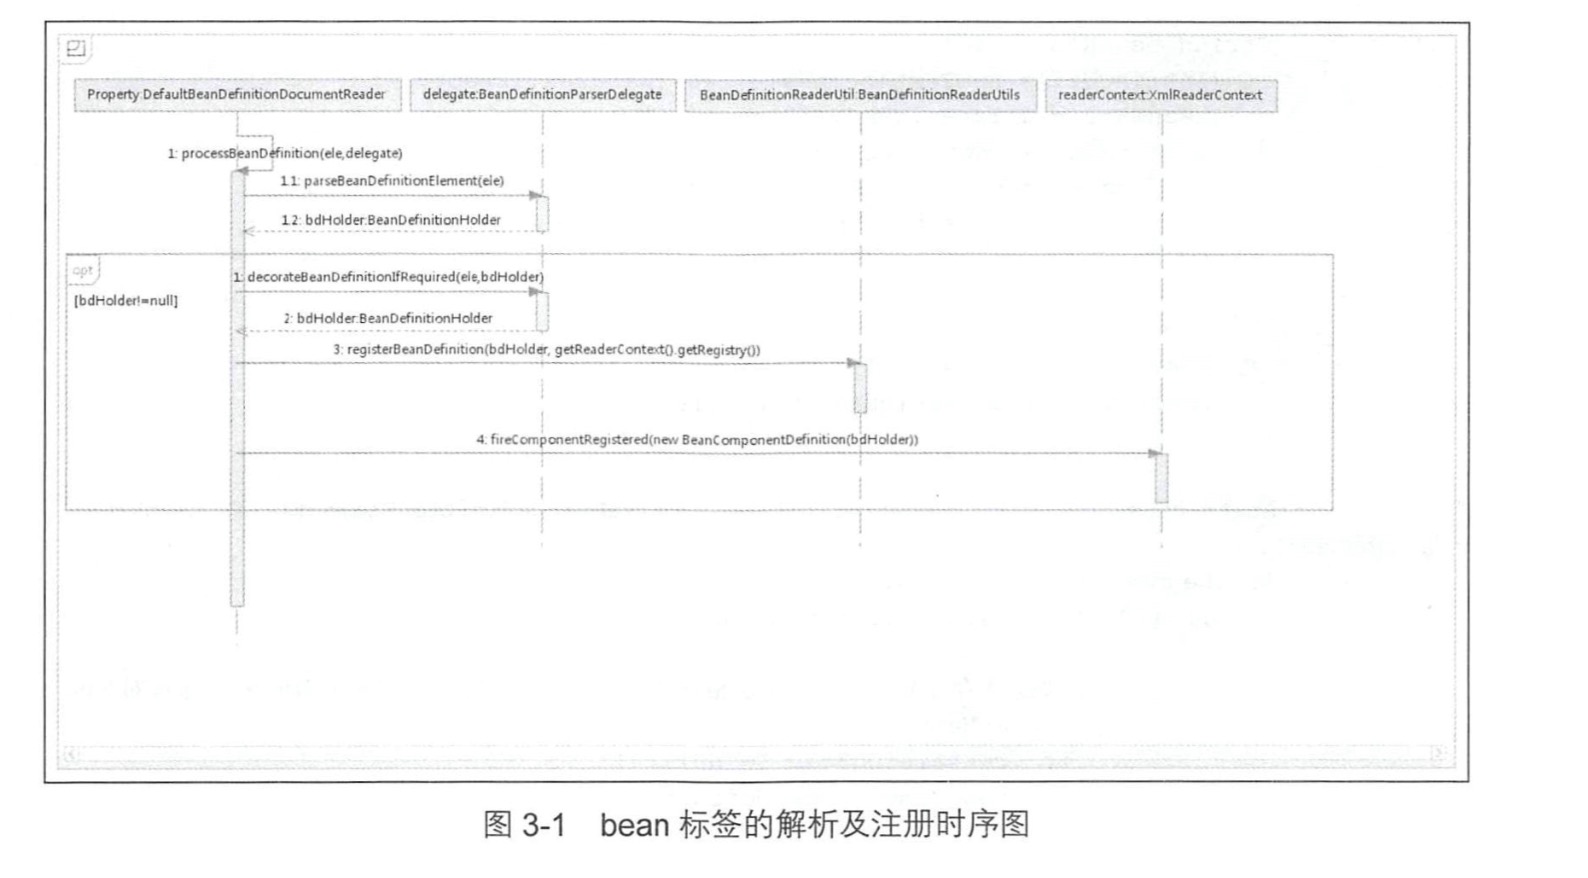 Property:DefaultBeanDefinitionDocumentReader
delegate:BeanDefinitionParserDelegate
BeanDefinitionReaderUtil:BeanDefinitionReaderUtils
readerContext:XmlReaderContext
1: processBeanDefinition(ele,delegate)
1.1: parseBeanDefinitionElement(ele)
1.2: bdHolder:BeanDefinitionHolder
opt
1: decorateBeanDefinitionIfRequired(ele,bdHolder)
[bdHolder!=null]
2: bdHolder:BeanDefinitionHolder
3: registerBeanDefinition(bdHolder, getReaderContext().getRegistry())
4: fireComponentRegistered(new BeanComponentDefinition(bdHolder))
图 3-1 bean 标签的解析及注册时序图